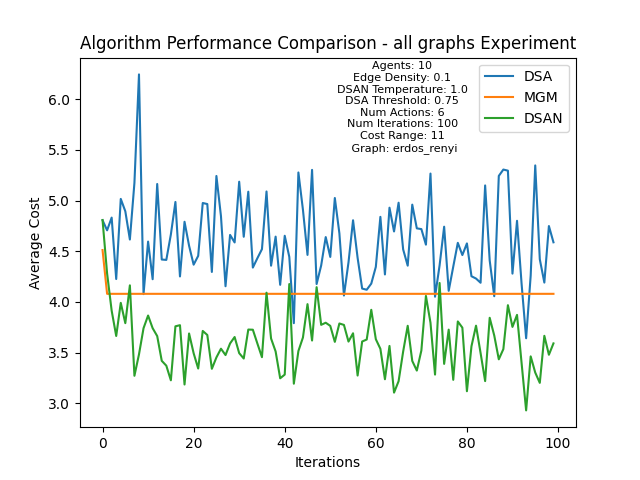 Algorithm Performance Comparison - all graphs Experiment
Agents: 10
Edge Density: 0.1
DSAN Temperature: 1.0
DSA Threshold: 0.75
Num Actions: 6
Num Iterations: 100
Cost Range: 11
Graph: erdos_renyi
DSA
MGM
DSAN
Average Cost
6.0
5.5
5.0
4.5
4.0
3.5
3.0
0
20
40
60
80
100
Iterations